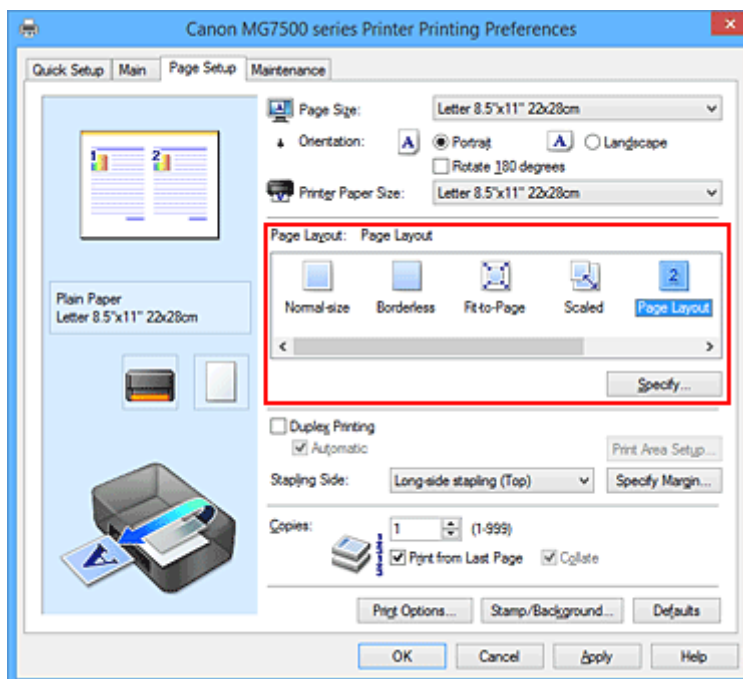 Canon MG7500 series Printer Printing Preferences
Quick Setup Main Page Setup Maintenance
1 2
Plain Paper
Letter 8.5"x11" 22x28cm
Page Size: Letter 8.5"x11" 22x28cm
Orientation: A Portrait A Landscape
Rotate 180 degrees
Printer Paper Size: Letter 8.5"x11" 22x28cm
Page Layout: Page Layout
2
Normal-size Borderless Fit-to-Page Scaled Page Layout
Specify...
Duplex Printing
Automatic Print Area Setup...
Stapling Side: Long-side stapling (Top) Specify Margin...
Copies: 1 (1-999)
Print from Last Page Collate
A
Print Options... Stamp/Background... Defaults
OK Cancel Apply Help